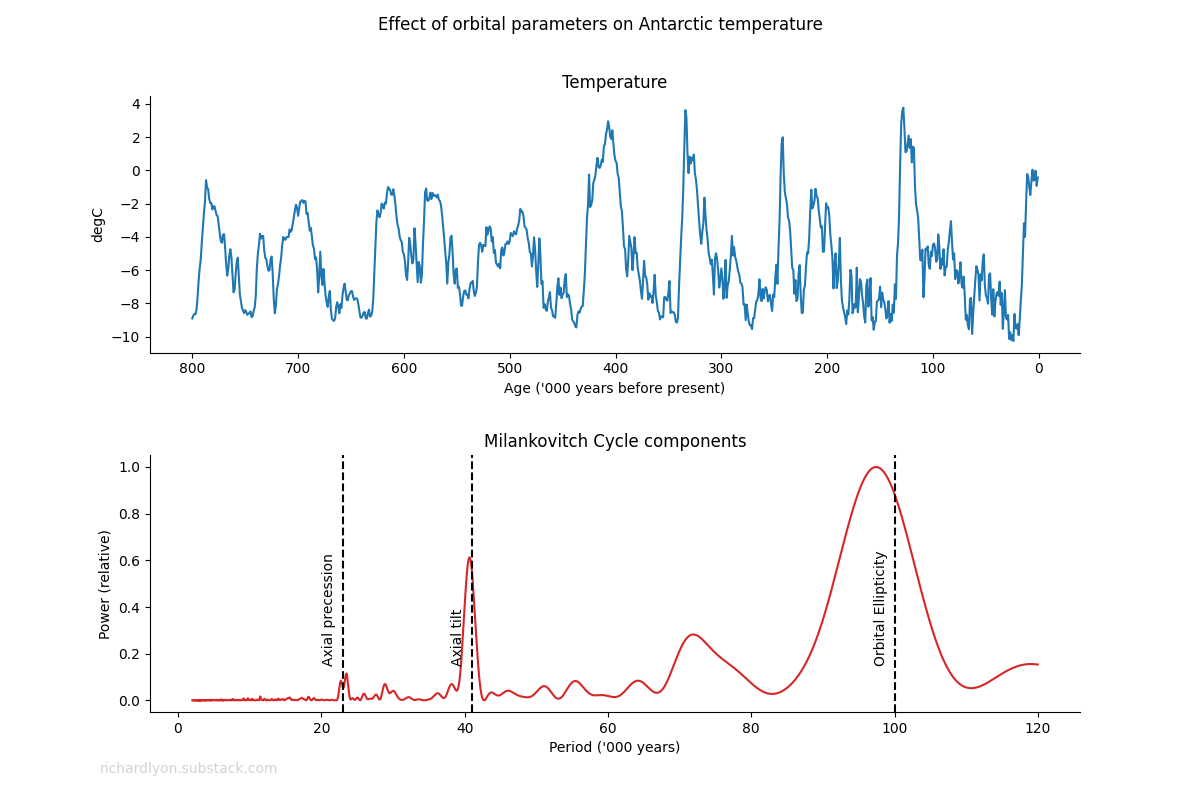 Effect of orbital parameters on Antarctic temperature
Temperature
degC
4
2
0
−2
−4
−6
−8
−10
800 700 600 500 400 300 200 100 0
Age ('000 years before present)
Milankovitch Cycle components
Power (relative)
1.0
0.8
0.6
0.4
0.2
0.0
Axial precession
Axial tilt
Orbital Ellipticity
0 20 40 60 80 100 120
Period ('000 years)
richardlyon.substack.com